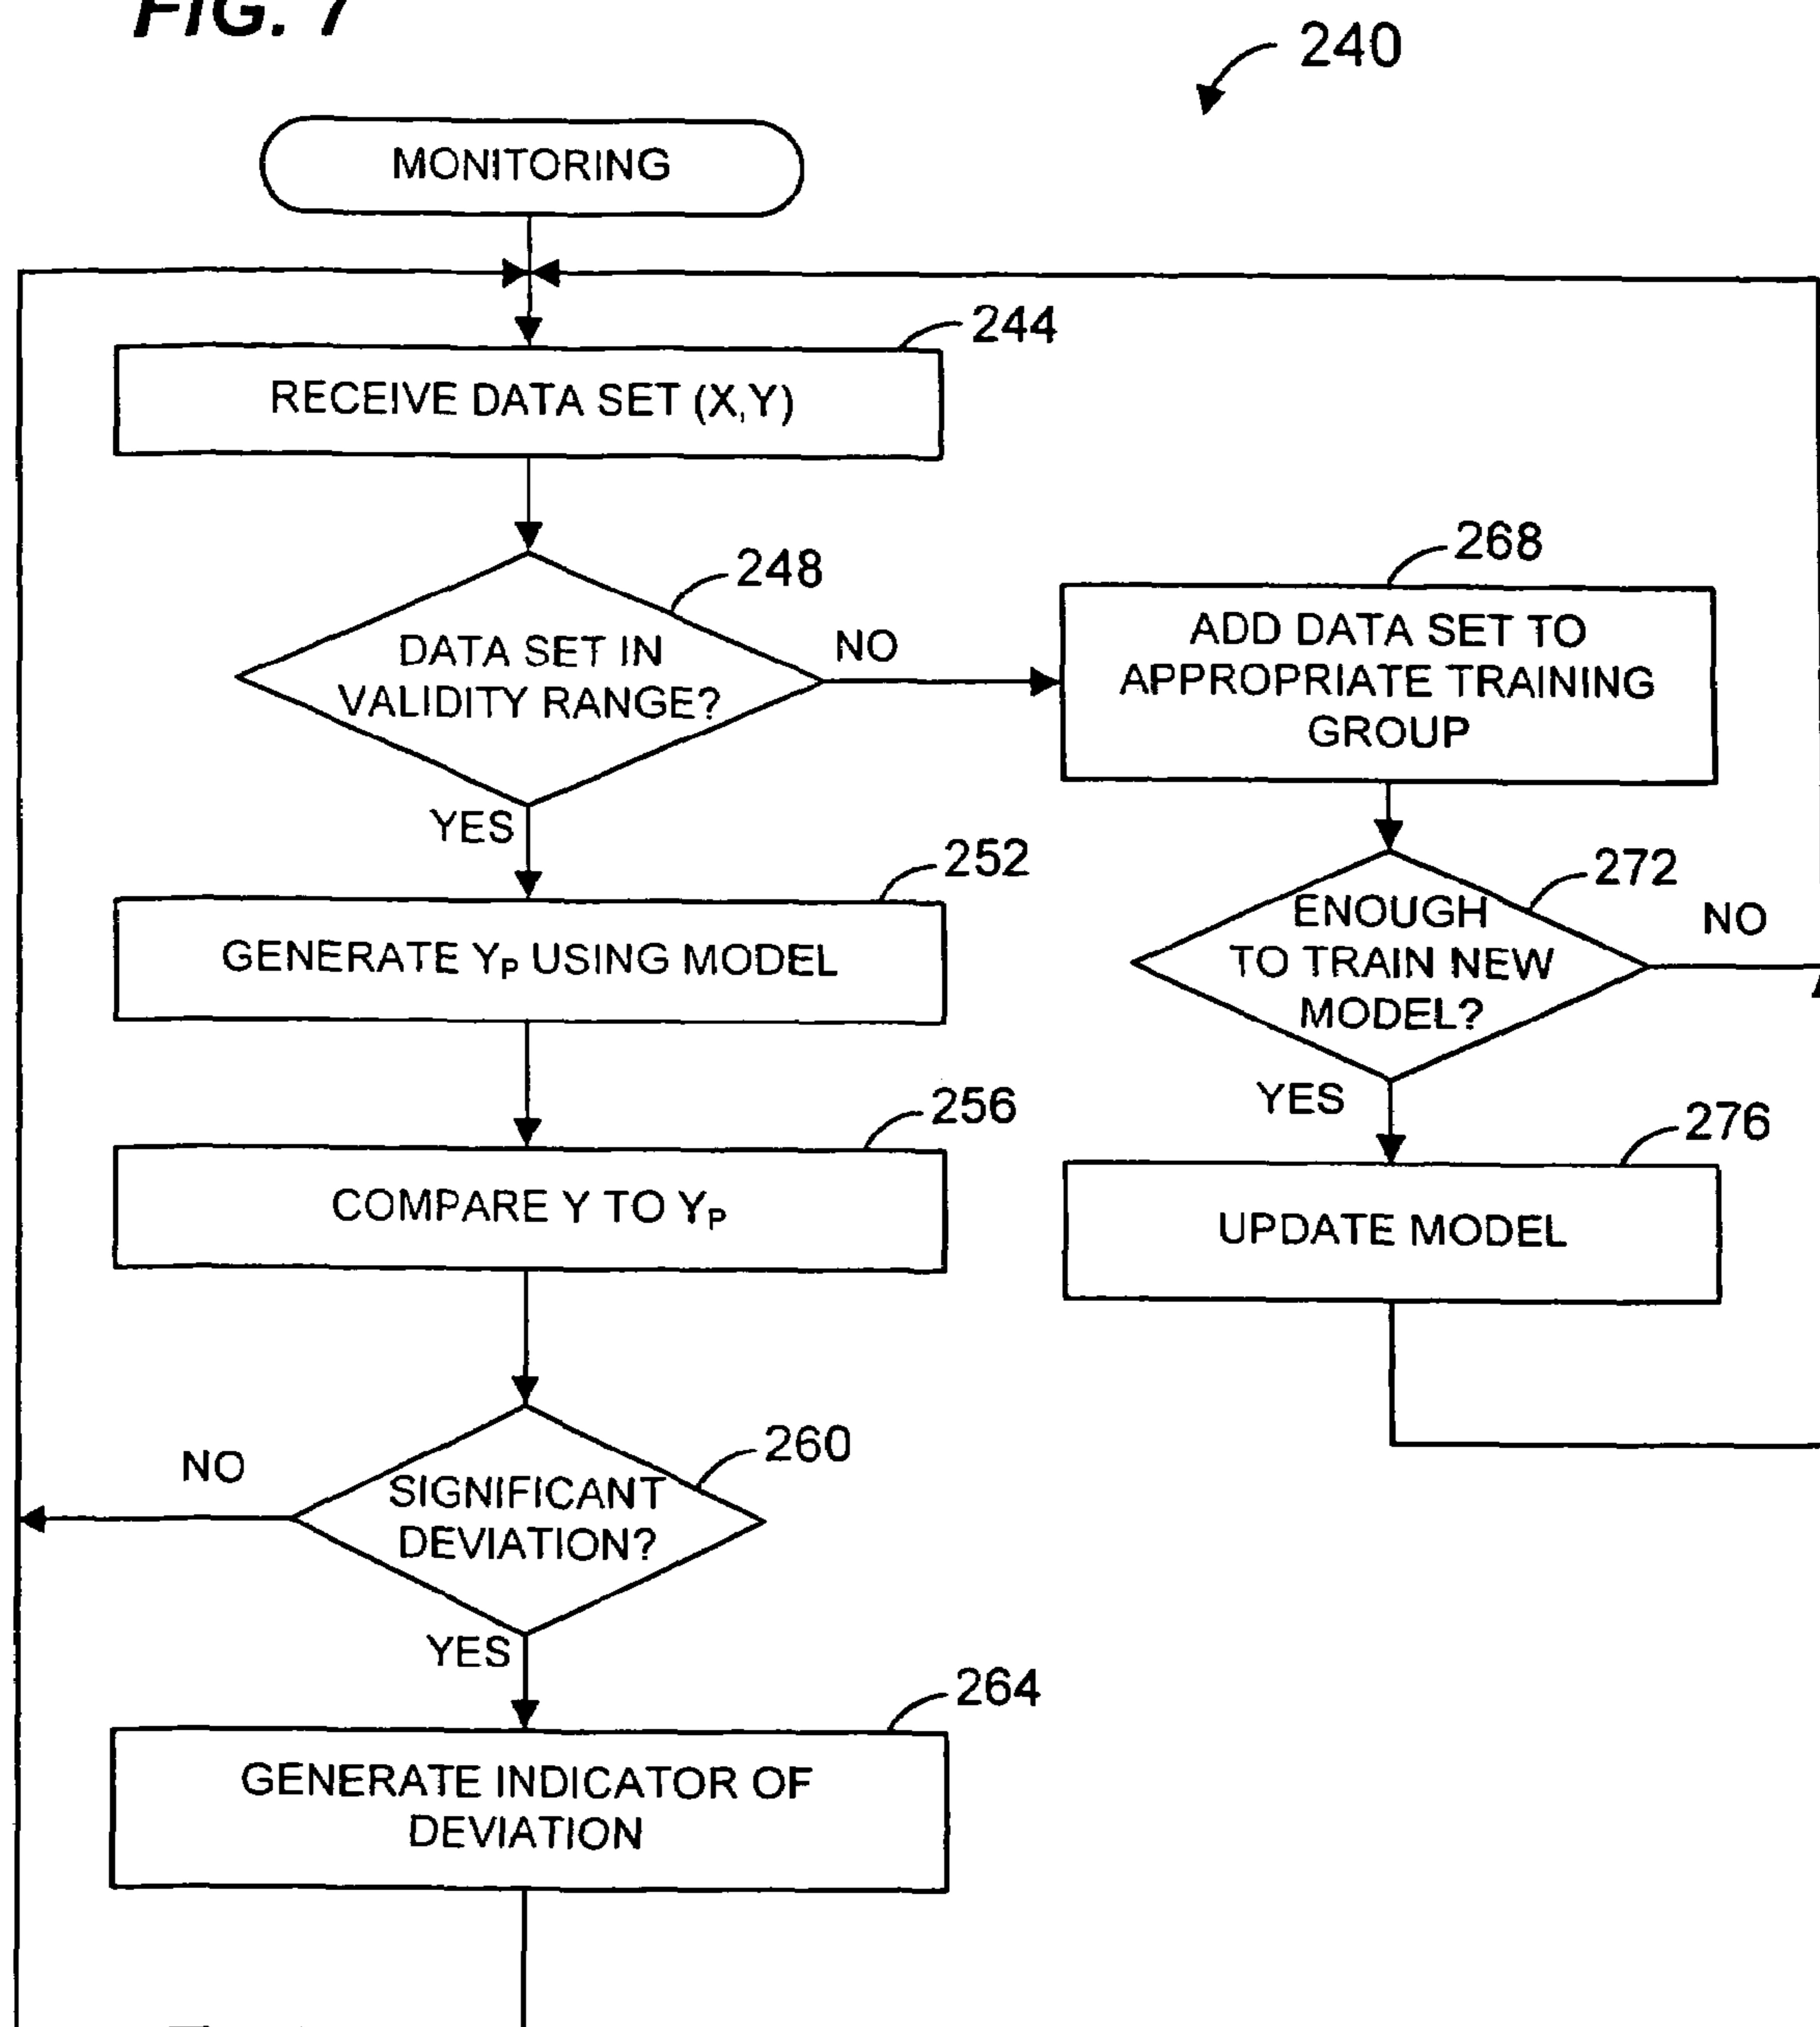 FIG. 7
240
MONITORING
244
RECEIVE DATA SET (X,Y)
248
DATA SET IN
VALIDITY RANGE?
NO
YES
268
ADD DATA SET TO
APPROPRIATE TRAINING
GROUP
252
GENERATE YP USING MODEL
272
ENOUGH
TO TRAIN NEW
MODEL?
NO
YES
256
COMPARE Y TO YP
276
UPDATE MODEL
260
SIGNIFICANT
DEVIATION?
NO
YES
264
GENERATE INDICATOR OF
DEVIATION